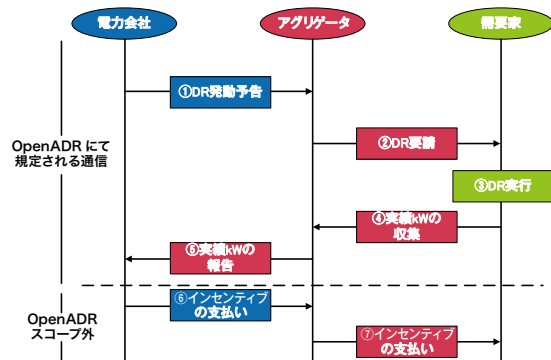 電力会社
アグリゲータ
需要家
①DR発動予告
OpenADR にて
規定される通信
②DR要請
③DR実行
④実績kWの
収集
⑤実績kWの
報告
⑥インセンティブ
の支払い
OpenADR
スコープ外
⑦インセンティブ
の支払い